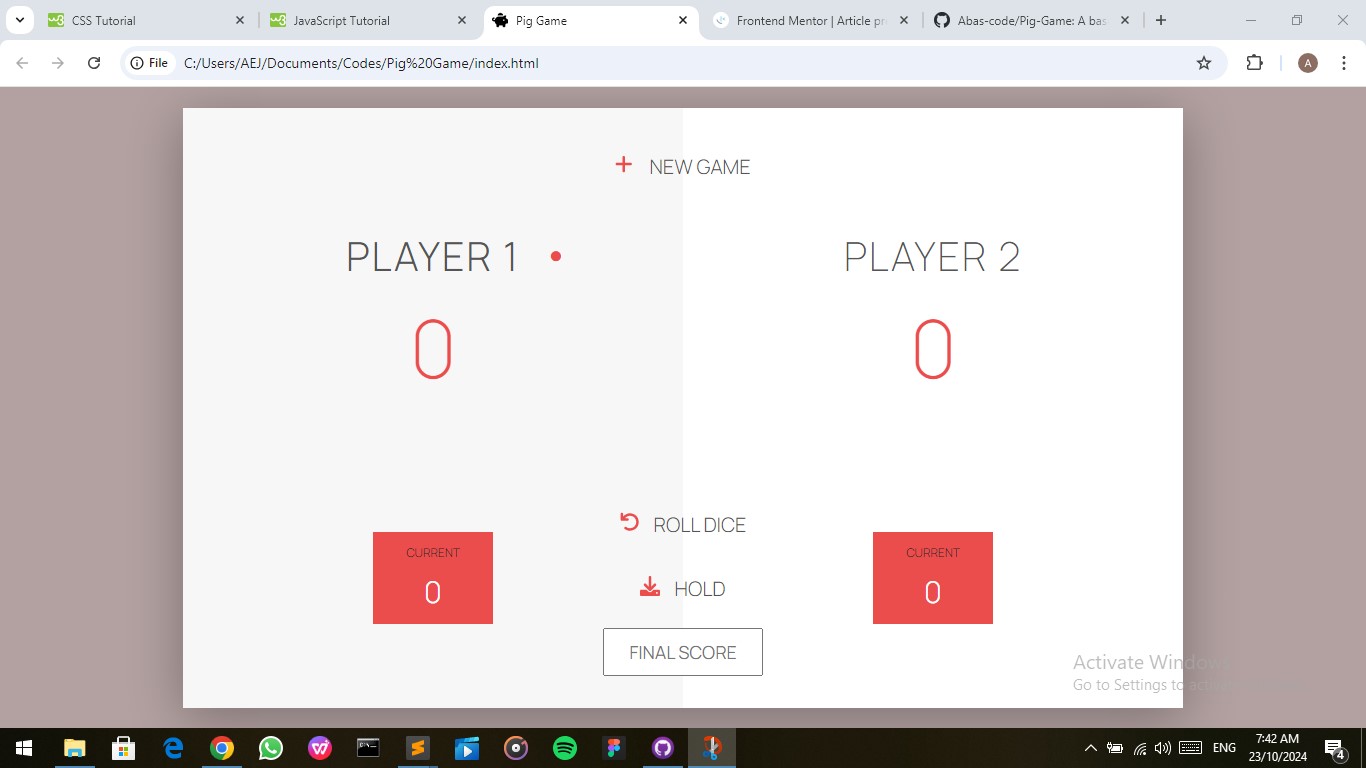 CSS Tutorial
JavaScript Tutorial
Pig Game
Frontend Mentor | Article pr
Abas-code/Pig-Game: A bas
File
C:/Users/AEJ/Documents/Codes/Pig%20Game/index.html
A
NEW GAME
PLAYER 1
PLAYER 2
0
0
ROLL DICE
CURRENT
0
CURRENT
0
HOLD
FINAL SCORE
Activate Windows
Go to Settings to
ENG
7:42 AM
23/10/2024
4